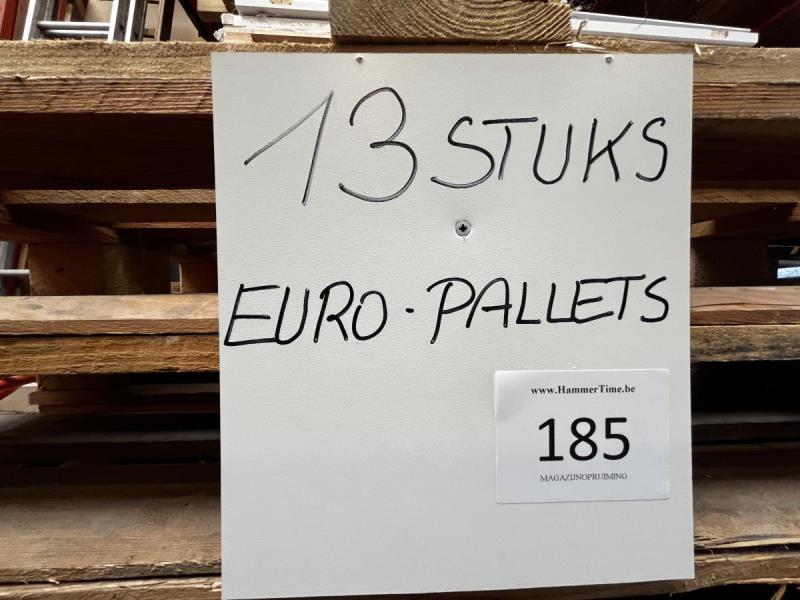 13 STUKS
EURO-PALLETS
www.HammerTime.be
185
MAGAZIJNOPRUIMING